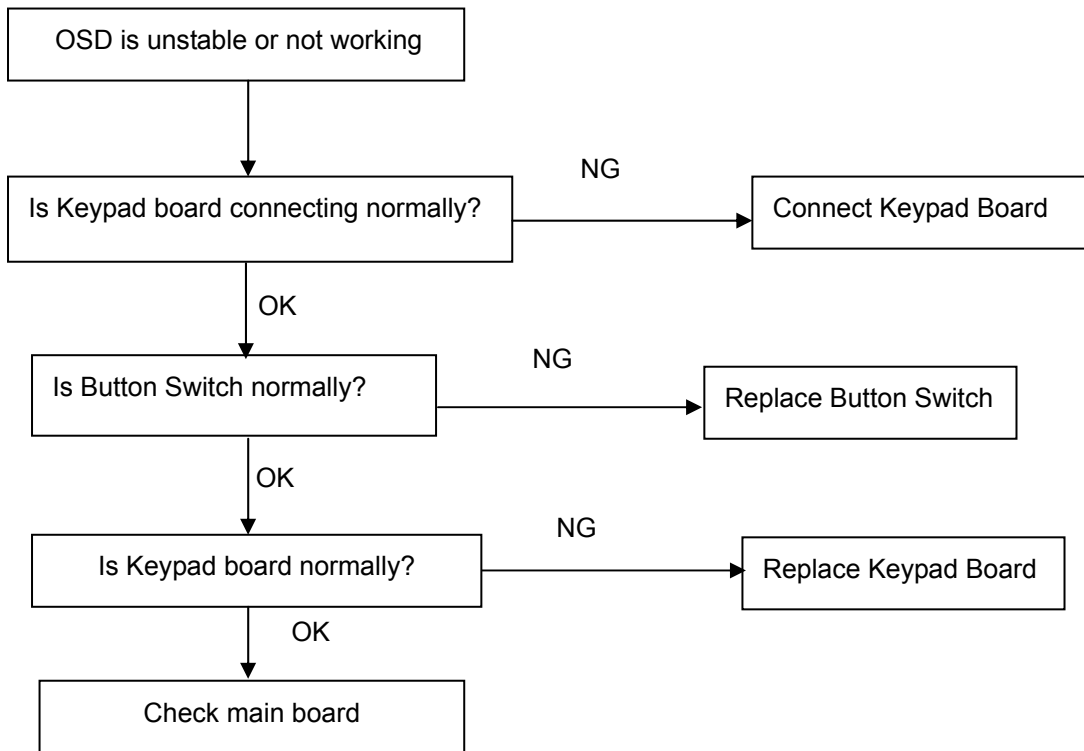 OSD is unstable or not working
NG
Is Keypad board connecting normally?
Connect Keypad Board
OK
NG
Is Button Switch normally?
Replace Button Switch
OK
NG
Is Keypad board normally?
Replace Keypad Board
OK
Check main board